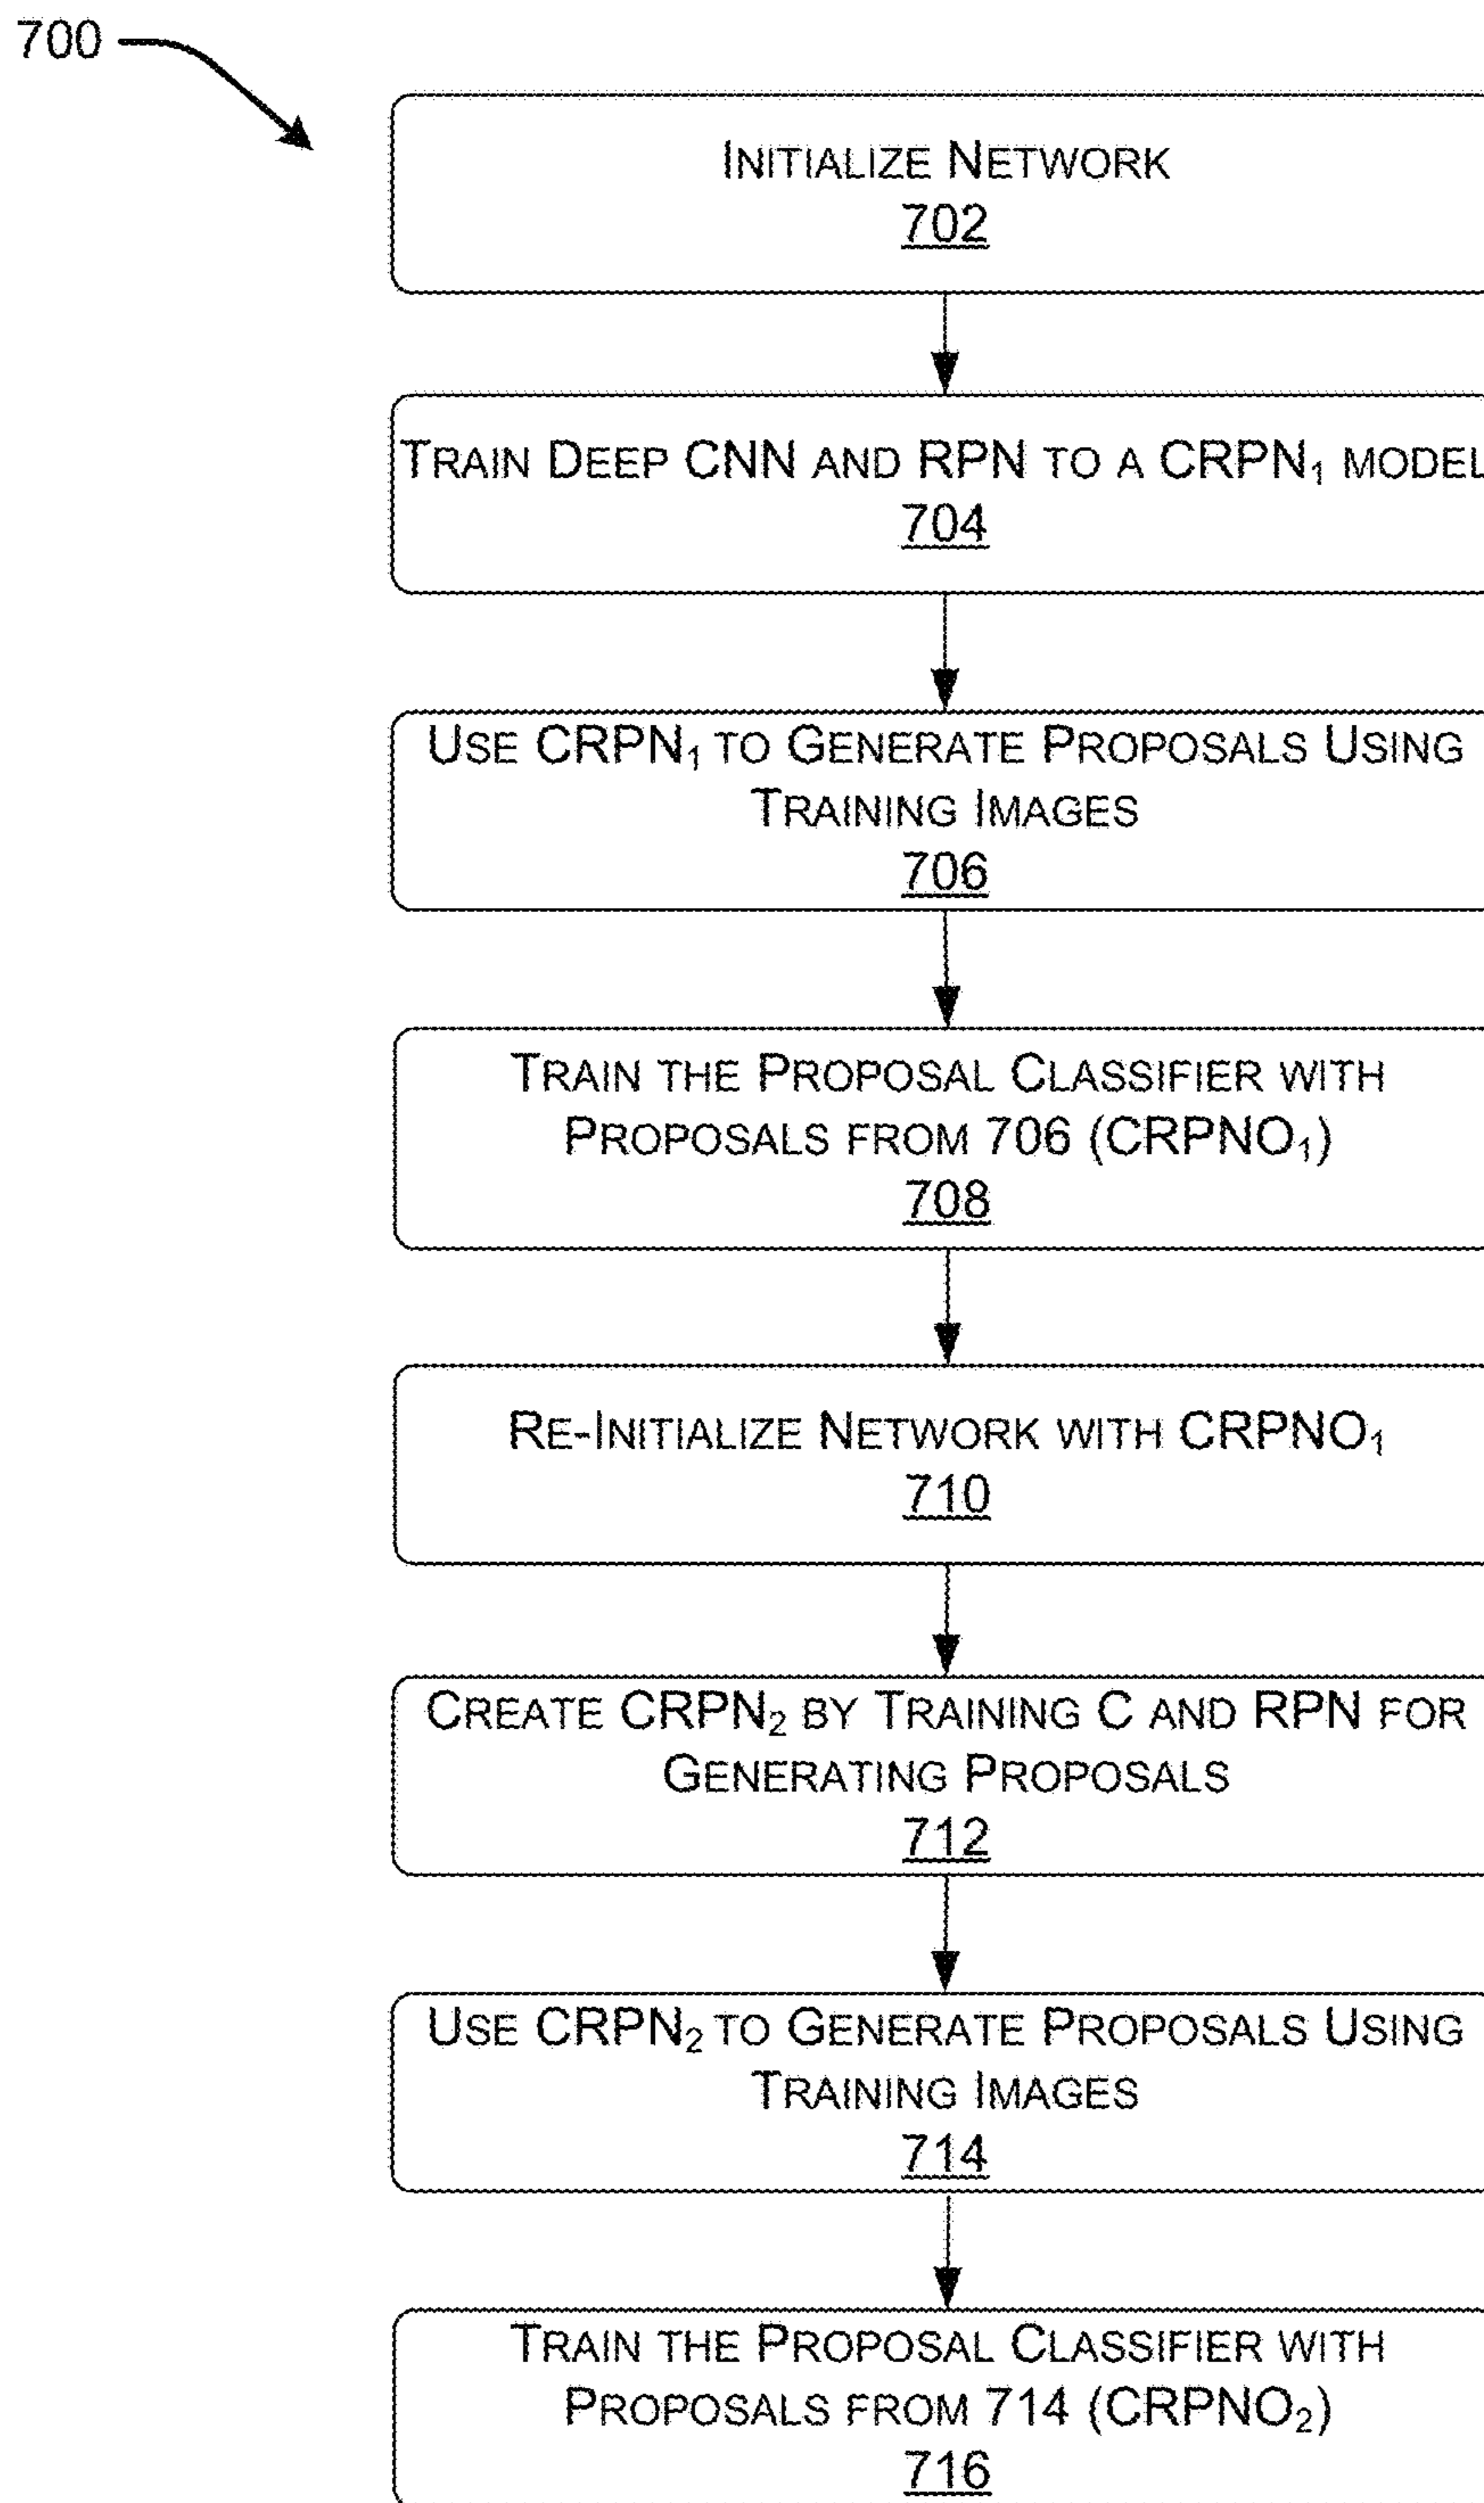 700
INITIALIZE NETWORK
702
TRAIN DEEP CNN AND RPN TO A CRPN₁ MODEL
704
USE CRPN₁ TO GENERATE PROPOSALS USING
TRAINING IMAGES
706
TRAIN THE PROPOSAL CLASSIFIER WITH
PROPOSALS FROM 706 (CRPNO₁)
708
RE-INITIALIZE NETWORK WITH CRPNO₁
710
CREATE CRPN₂ BY TRAINING C AND RPN FOR
GENERATING PROPOSALS
712
USE CRPN₂ TO GENERATE PROPOSALS USING
TRAINING IMAGES
714
TRAIN THE PROPOSAL CLASSIFIER WITH
PROPOSALS FROM 714 (CRPNO₂)
716